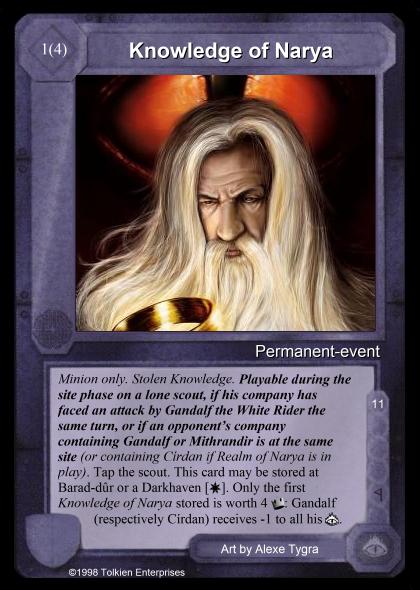 1(4)
Knowledge of Narya
Permanent-event
Minion only. Stolen Knowledge. Playable during the
site phase on a lone scout, if his company has
faced an attack by Gandalf the White Rider the
same turn, or if an opponent's company
containing Gandalf or Mithrandir is at the same
site (or containing Círdan if Realm of Narya is in
play). Tap the scout. This card may be stored at
Barad-dûr or a Darkhaven [✷]. Only the first
Knowledge of Narya stored is worth 4 : Gandalf
(respectively Círdan) receives -1 to all his .
11
Art by Alexe Tygra
©1998 Tolkien Enterprises